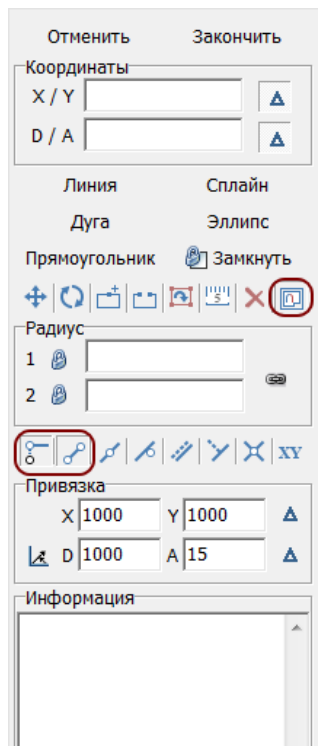 Отменить Закончить
Координаты
X / Y Δ
D / A Δ
Линия Сплайн
Дуга Эллипс
Прямоугольник Замкнуть
5
Радиус
1
2
XY
Привязка
X 1000 Y 1000 Δ
D 1000 A 15 Δ
Информация